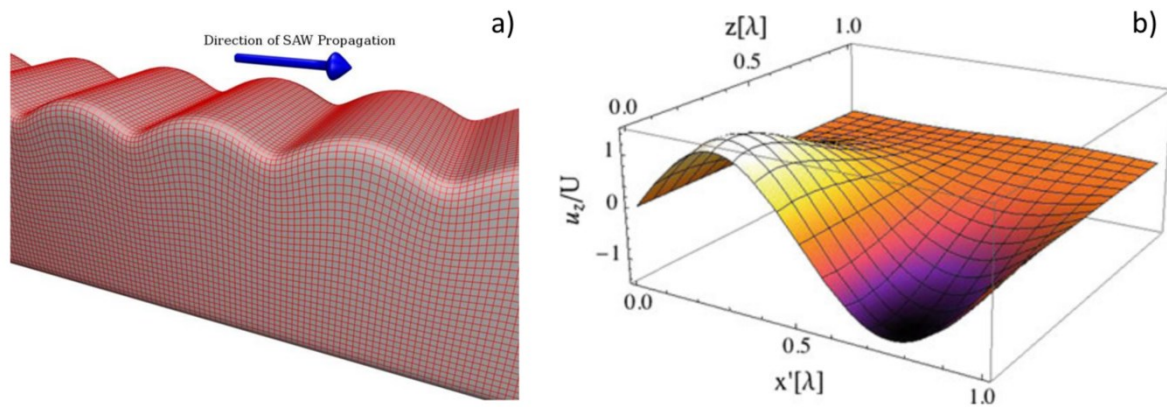 Direction of SAW Propagation
a)
b)
z[λ]
1.0
0.5
0.0
1
0
−1
u_z/U
0.0
0.5
1.0
x'[λ]